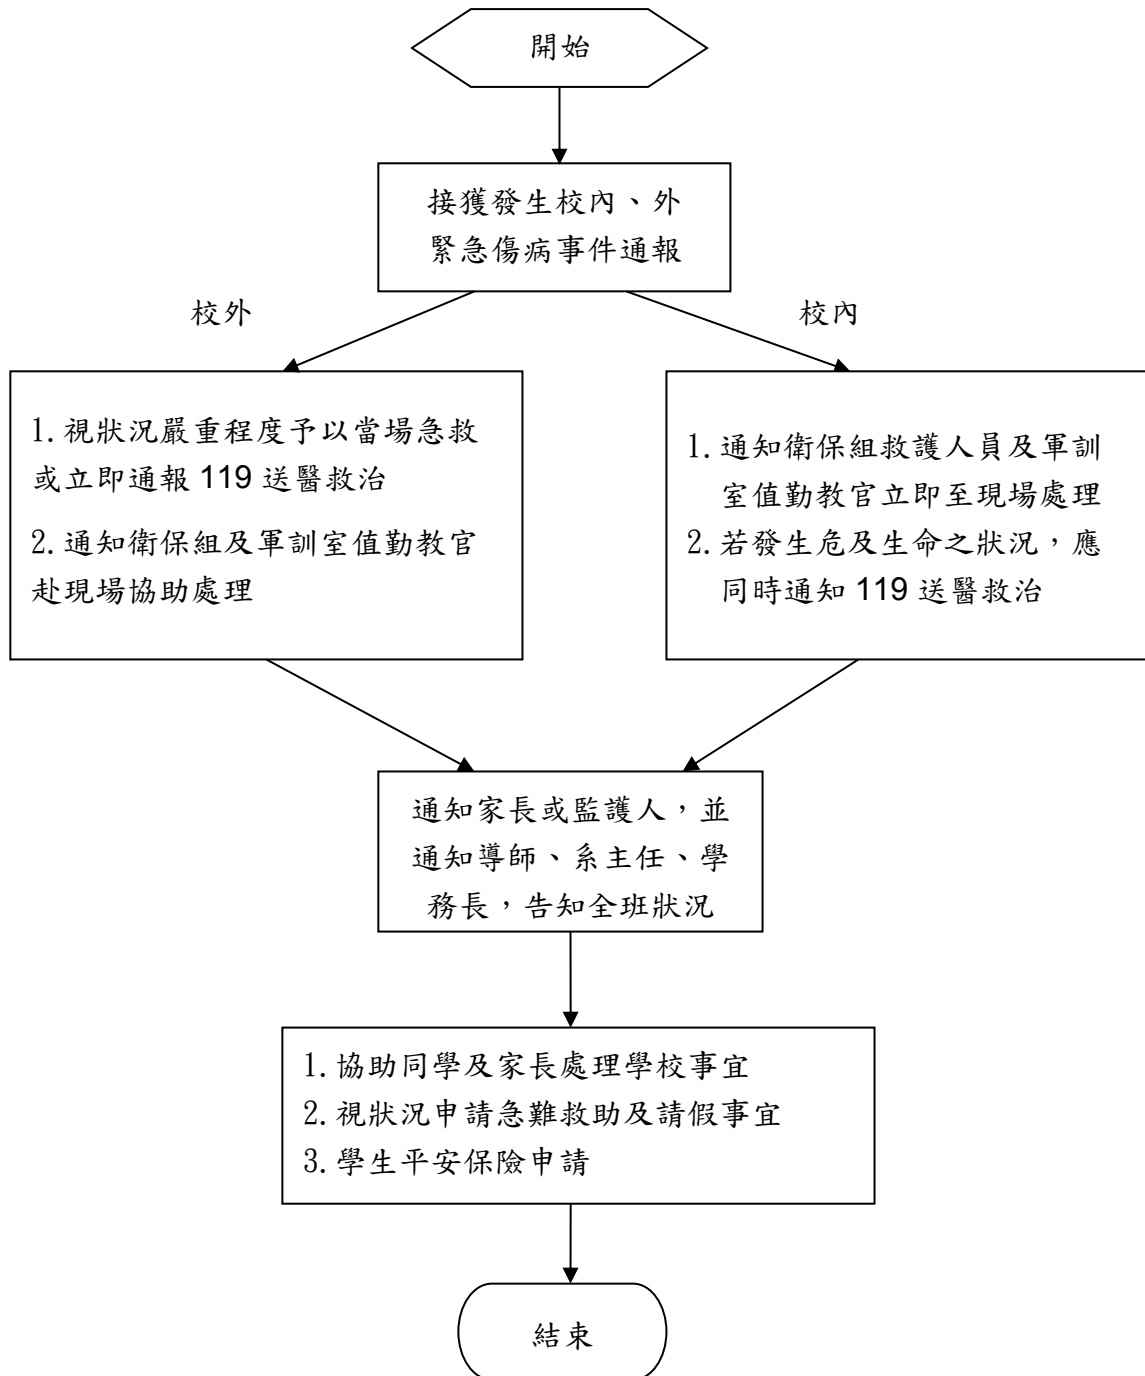 開始
接獲發生校內、外
緊急傷病事件通報
校外
校內
1.視狀況嚴重程度予以當場急救
或立即通報 119 送醫救治
2.通知衛保組及軍訓室值勤教官
赴現場協助處理
1.通知衛保組救護人員及軍訓
室值勤教官立即至現場處理
2.若發生危及生命之狀況，應
同時通知 119 送醫救治
通知家長或監護人，並
通知導師、系主任、學
務長，告知全班狀況
1.協助同學及家長處理學校事宜
2.視狀況申請急難救助及請假事宜
3.學生平安保險申請
結束